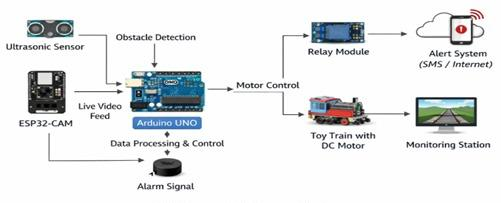 Ultrasonic Sensor
Obstacle Detection
ESP32-CAM
Live Video
Feed
Arduino UNO
Data Processing & Control
Alarm Signal
Motor Control
Relay Module
Alert System
(SMS / Internet)
Toy Train with
DC Motor
Monitoring Station